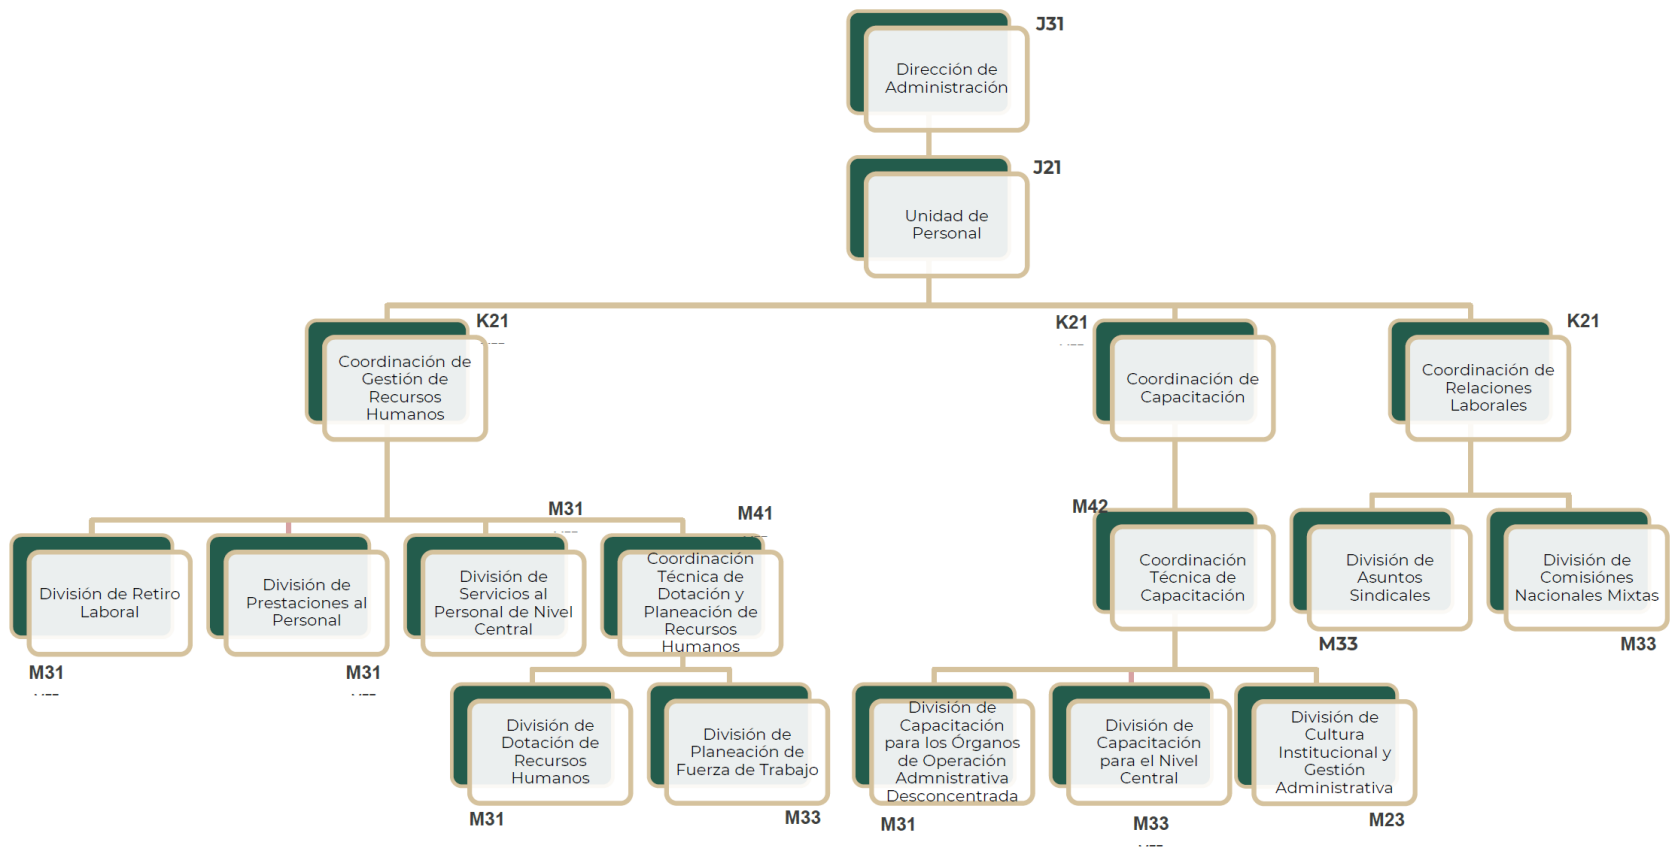 J31
Dirección de
Administración
J21
Unidad de
Personal
K21
Coordinación de
Gestión de
Recursos
Humanos
K21
Coordinación de
Capacitación
K21
Coordinación de
Relaciones
Laborales
División de Retiro
Laboral
M31
División de
Prestaciones al
Personal
M31
M31
División de
Servicios al
Personal de Nivel
Central
M41
Coordinación
Técnica de
Dotación y
Planeación de
Recursos
Humanos
M42
Coordinación
Técnica de
Capacitación
División de
Asuntos
Sindicales
M33
División de
Comisiónes
Nacionales Mixtas
M33
División de
Dotación de
Recursos
Humanos
M31
División de
Planeación de
Fuerza de Trabajo
M33
División de
Capacitación
para los Órganos
de Operación
Admnistrativa
Desconcentrada
M31
División de
Capacitación
para el Nivel
Central
M33
División de
Cultura
Institucional y
Gestión
Administrativa
M23